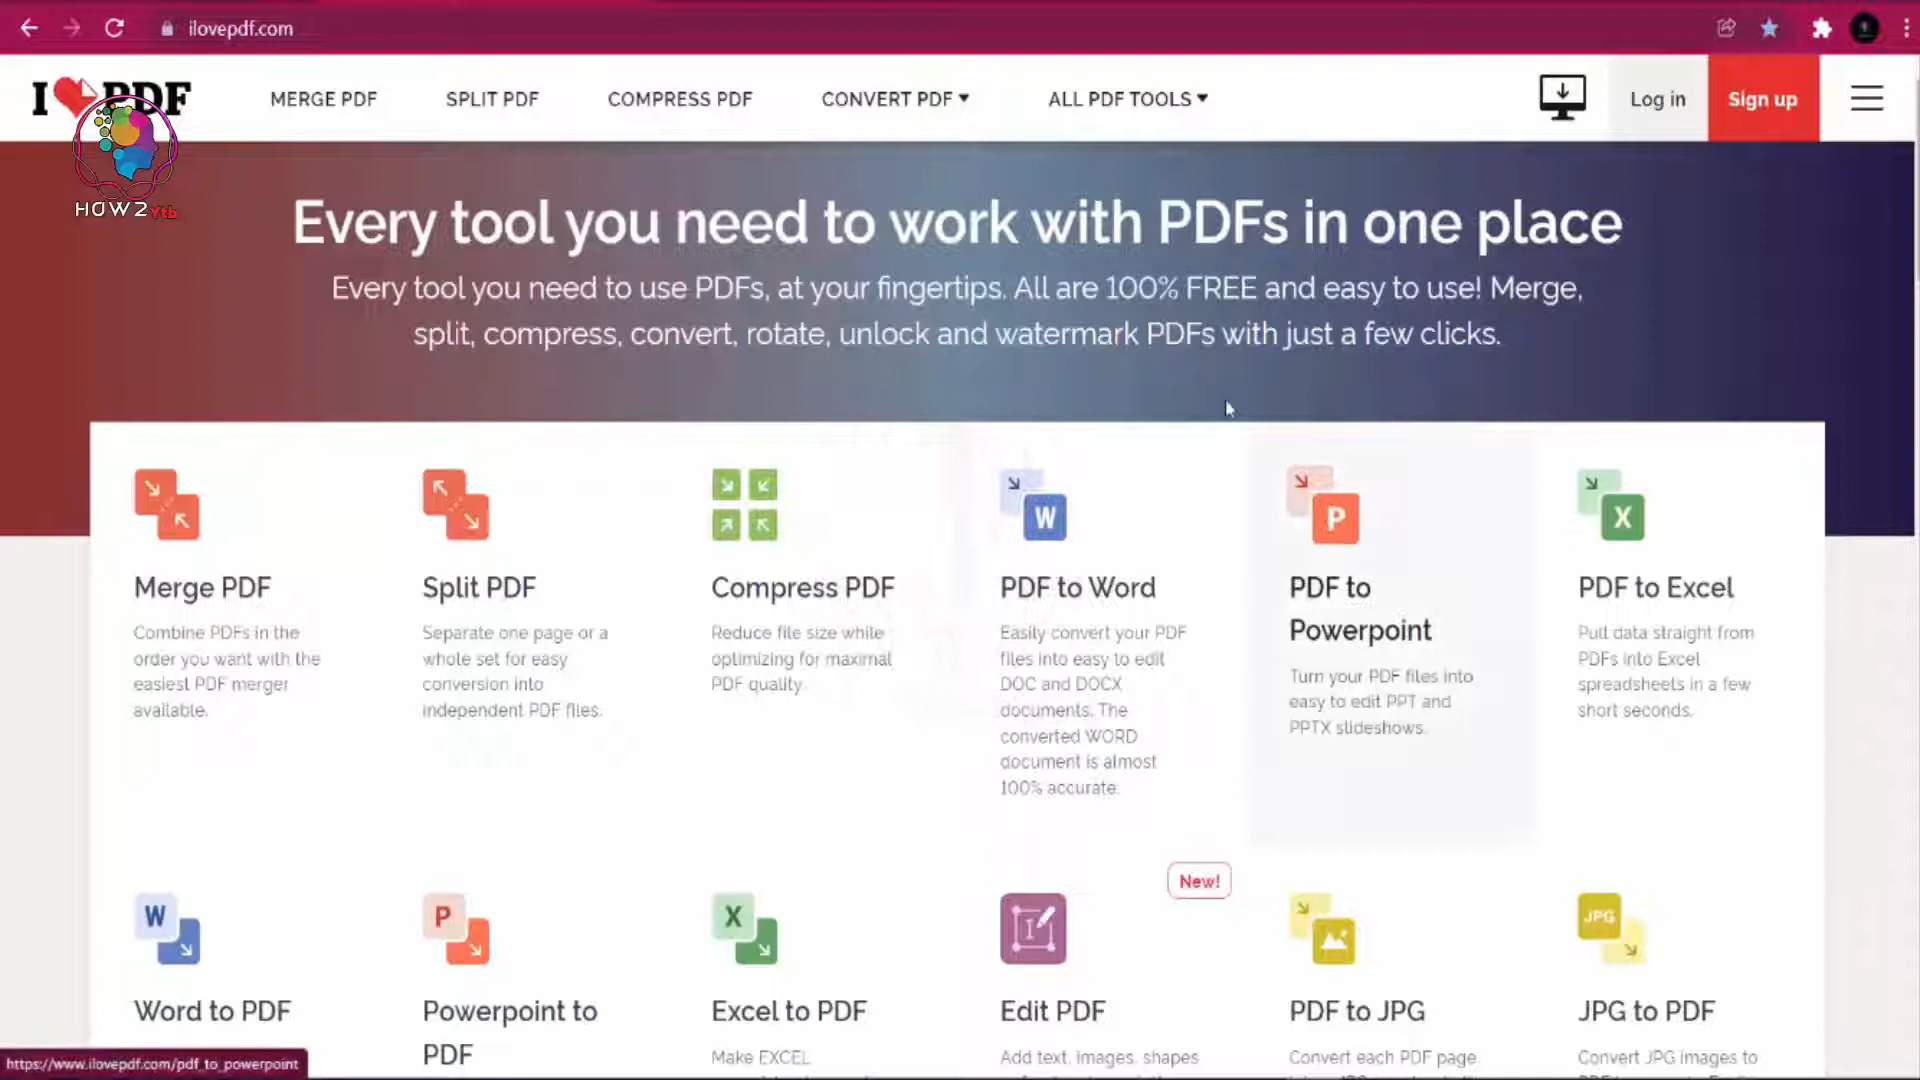 ilovepdf.com
I PDF
HOW2 Ytb
MERGE PDF
SPLIT PDF
COMPRESS PDF
CONVERT PDF
ALL PDF TOOLS
Log in
Sign up
Every tool you need to work with PDFs in one place
Every tool you need to use PDFs, at your fingertips. All are 100% FREE and easy to use! Merge,
split, compress, convert, rotate, unlock and watermark PDFs with just a few clicks.
Merge PDF
Combine PDFs in the
order you want with the
easiest PDF merger
available.
Split PDF
Separate one page or a
whole set for easy
conversion into
independent PDF files.
Compress PDF
Reduce file size while
optimizing for maximal
PDF quality.
W
PDF to Word
Easily convert your PDF
files into easy to edit
DOC and DOCX
documents. The
converted WORD
document is almost
100% accurate.
P
PDF to
Powerpoint
Turn your PDF files into
easy to edit PPT and
PPTX slideshows.
X
PDF to Excel
Pull data straight from
PDFs into Excel
spreadsheets in a few
short seconds.
W
Word to PDF
P
Powerpoint to
PDF
X
Excel to PDF
Make EXCEL
New!
Edit PDF
Add text, images, shapes
PDF to JPG
Convert each PDF page
JPG
JPG to PDF
Convert JPG images to
https://www.ilovepdf.com/pdf_to_powerpoint